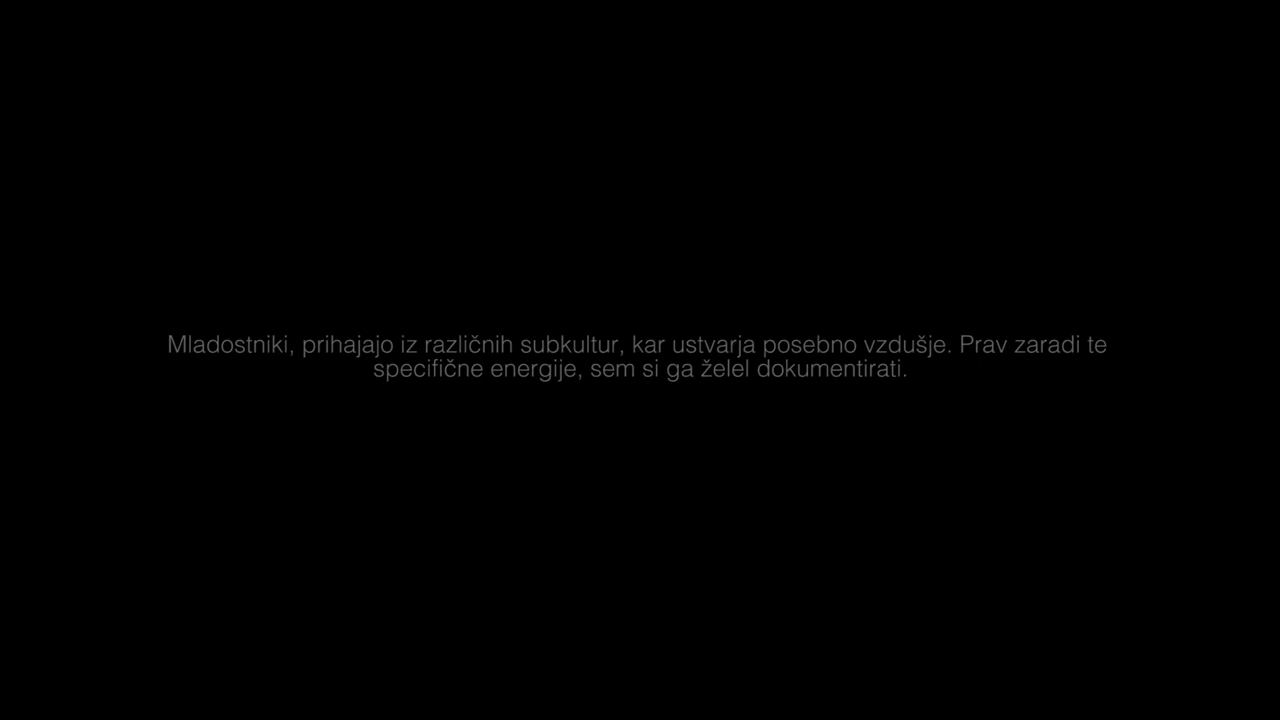 Mladostniki, prihajajo iz različnih subkultur, kar ustvarja posebno vzdušje. Prav zaradi te
specifične energije, sem si ga želel dokumentirati.